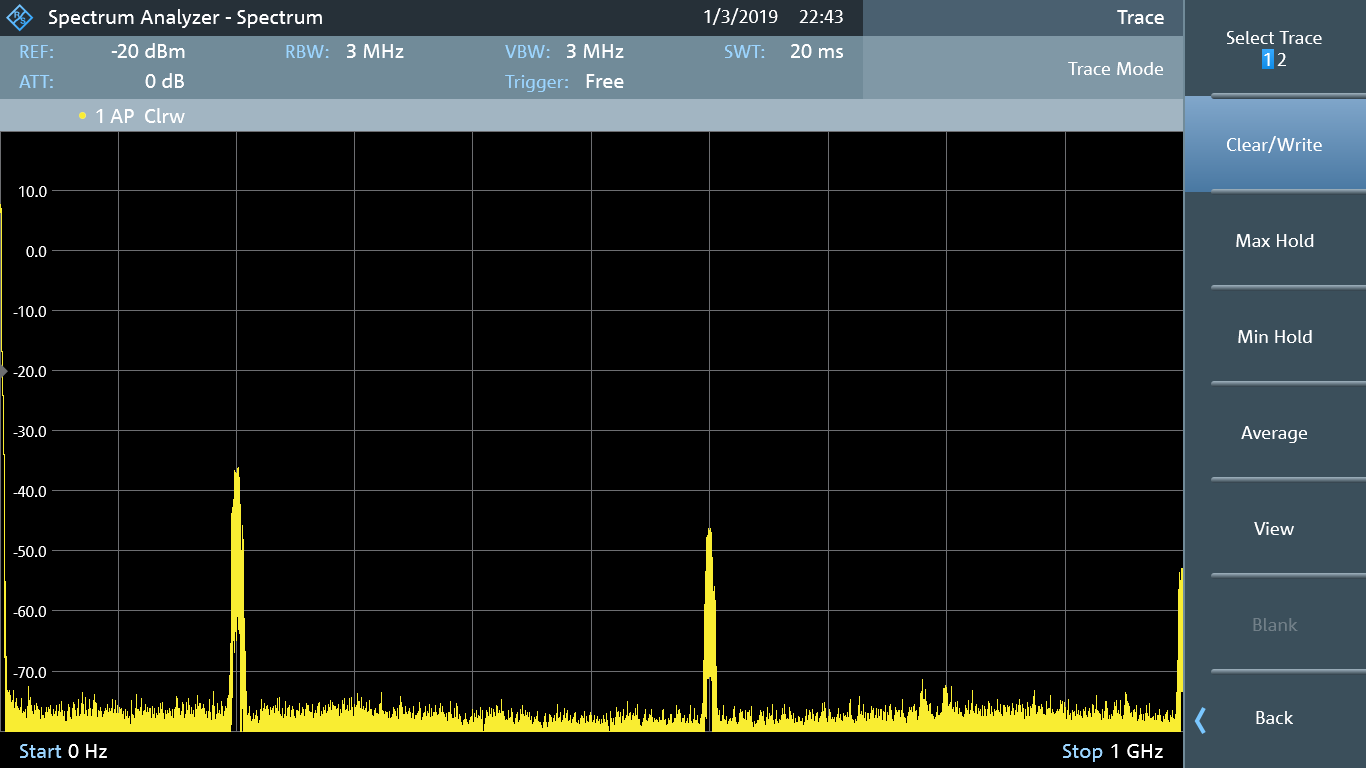 Spectrum Analyzer - Spectrum 1/3/2019 22:43 Trace
REF: -20 dBm RBW: 3 MHz VBW: 3 MHz SWT: 20 ms
ATT: 0 dB Trigger: Free
Trace Mode
1 AP Clrw
10.0
0.0
-10.0
-20.0
-30.0
-40.0
-50.0
-60.0
-70.0
Start 0 Hz Stop 1 GHz
Select Trace
1 2
Clear/Write
Max Hold
Min Hold
Average
View
Blank
Back